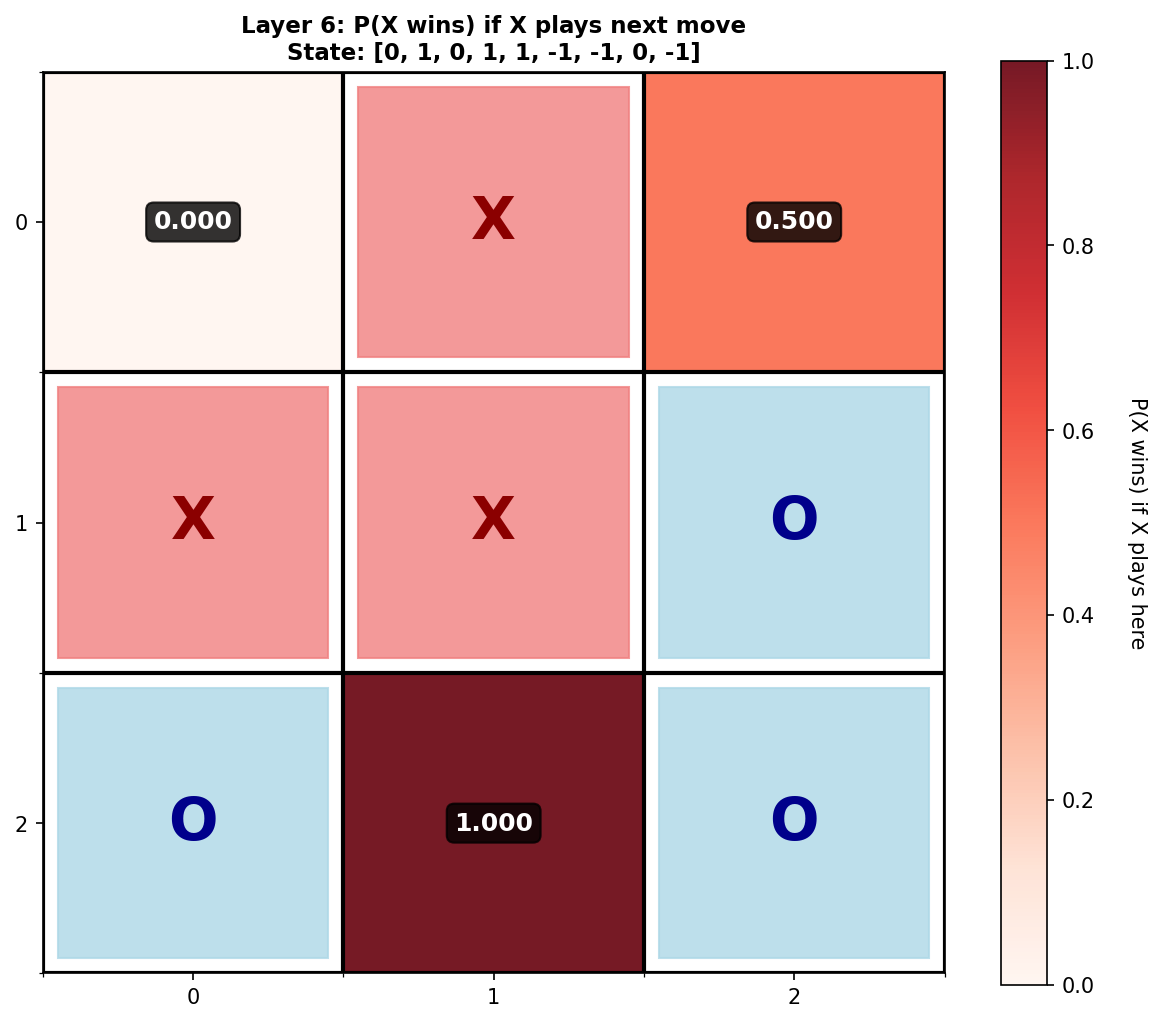 Layer 6: P(X wins) if X plays next move
State: [0, 1, 0, 1, 1, -1, -1, 0, -1]
0.000
X
0.500
X
X
O
O
1.000
O
0
1
2
0
1
2
1.0
0.8
0.6
0.4
0.2
0.0
P(X wins) if X plays here